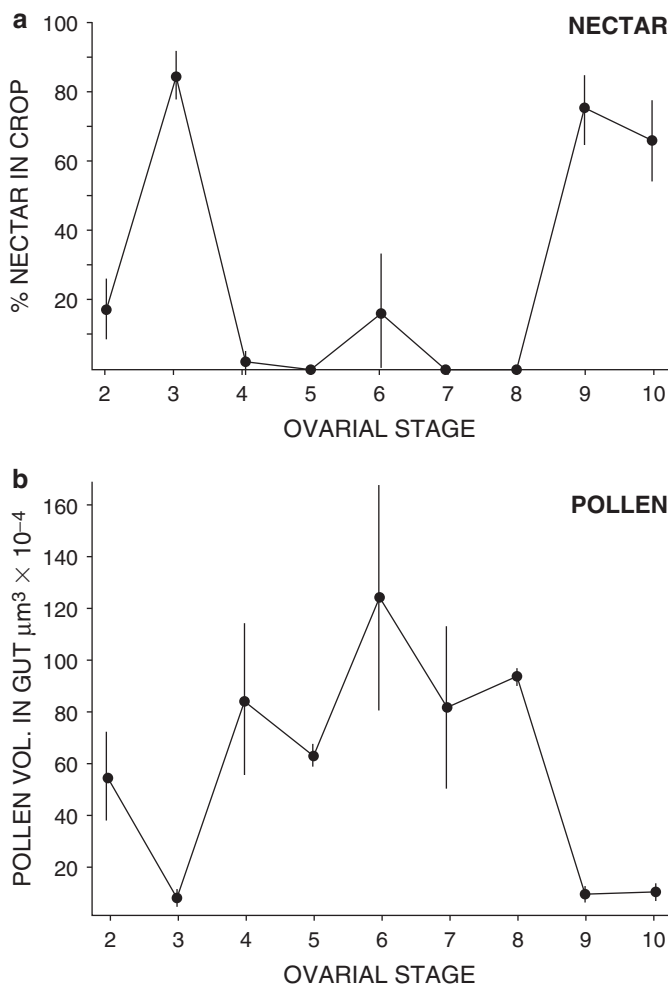 a
NECTAR
% NECTAR IN CROP
100
80
60
40
20
2 3 4 5 6 7 8 9 10
OVARIAL STAGE
b
POLLEN
POLLEN VOL. IN GUT μm³ × 10⁻⁴
160
140
120
100
80
60
40
20
2 3 4 5 6 7 8 9 10
OVARIAL STAGE